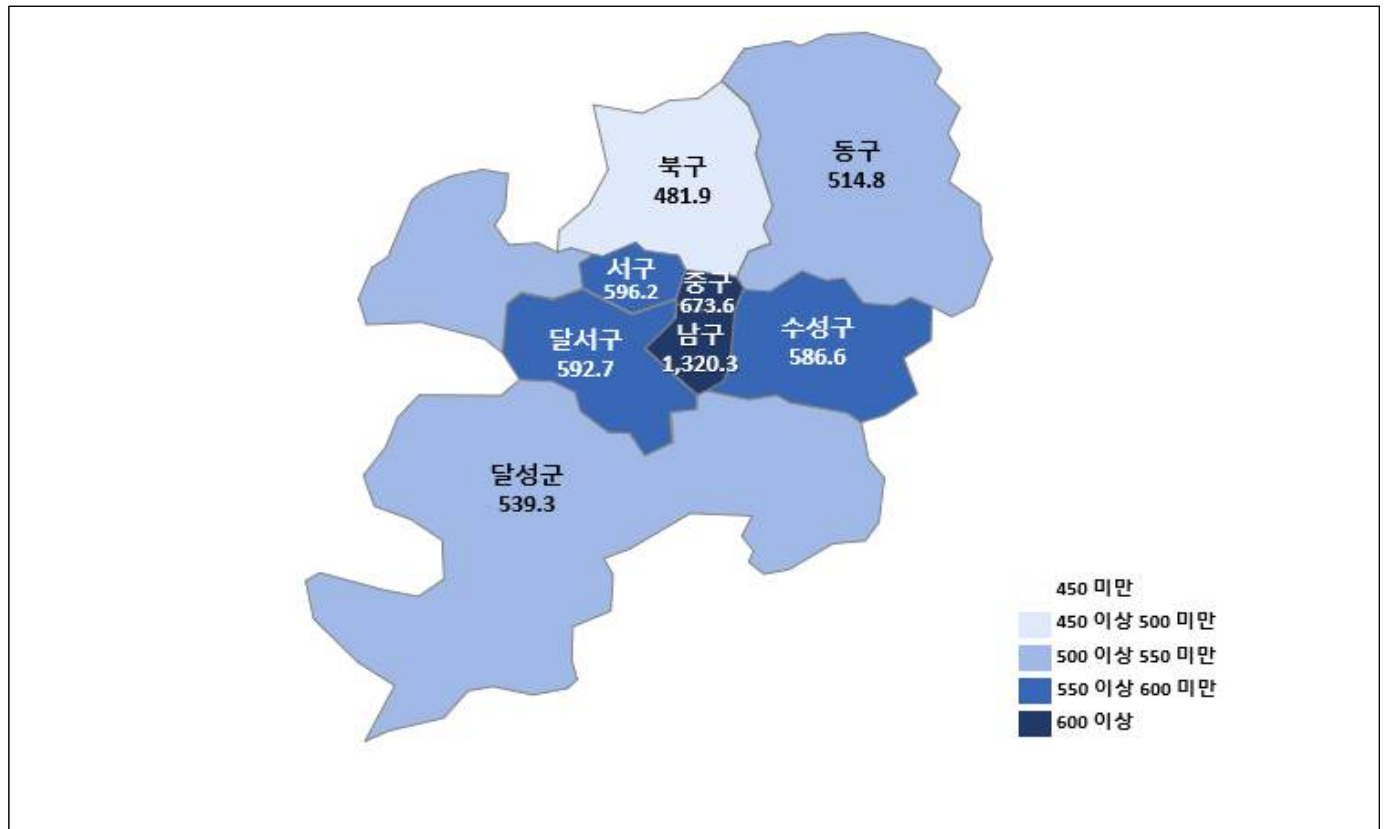 북구
481.9
동구
514.8
서구
596.2
중구
673.6
달서구
592.7
남구
1,320.3
수성구
586.6
달성군
539.3
450 미만
450 이상 500 미만
500 이상 550 미만
550 이상 600 미만
600 이상